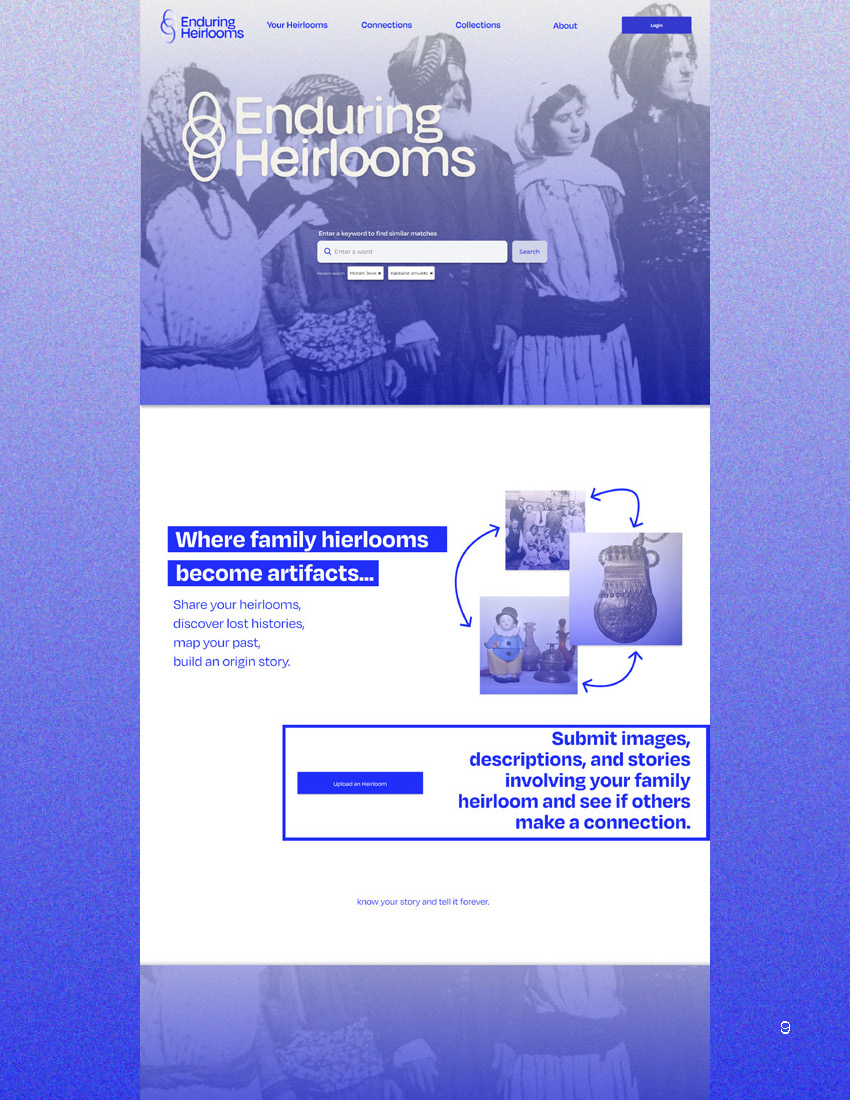 Enduring
Heirlooms
Your Heirlooms
Connections
Collections
About
Login
Enduring
Heirlooms
Enter a keyword to find similar matches
Enter a word
Search
Recent search:
Mizrahi Jews ×
Kabbalist amulets ×
Where family hierlooms
become artifacts...
Share your heirlooms,
discover lost histories,
map your past,
build an origin story.
Submit images,
descriptions, and stories
involving your family
heirloom and see if others
make a connection.
Upload an Heirloom
know your story and tell it forever.
9